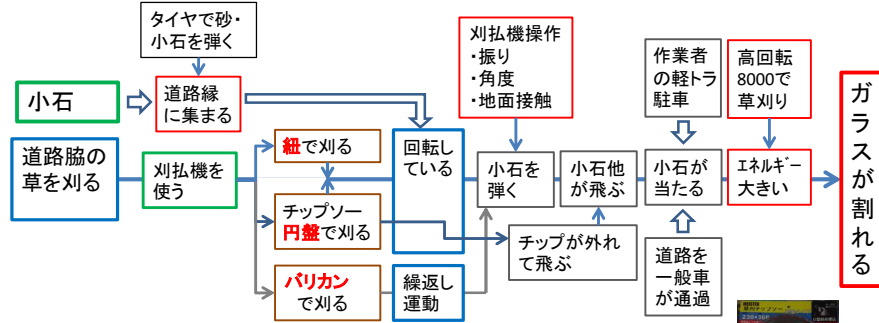 タイヤで砂・
小石を弾く
小石
道路縁
に集まる
刈払機操作
・振り
・角度
・地面接触
作業者
の軽トラ
駐車
高回転
8000で
草刈り
道路脇の
草を刈る
刈払機を
使う
紐で刈る
チップソー
円盤で刈る
バリカン
で刈る
回転し
ている
繰返し
運動
小石を
弾く
小石他
が飛ぶ
チップが外れ
て飛ぶ
小石が
当たる
道路を
一般車
が通過
エネルギー
大きい
ガラスが割れる